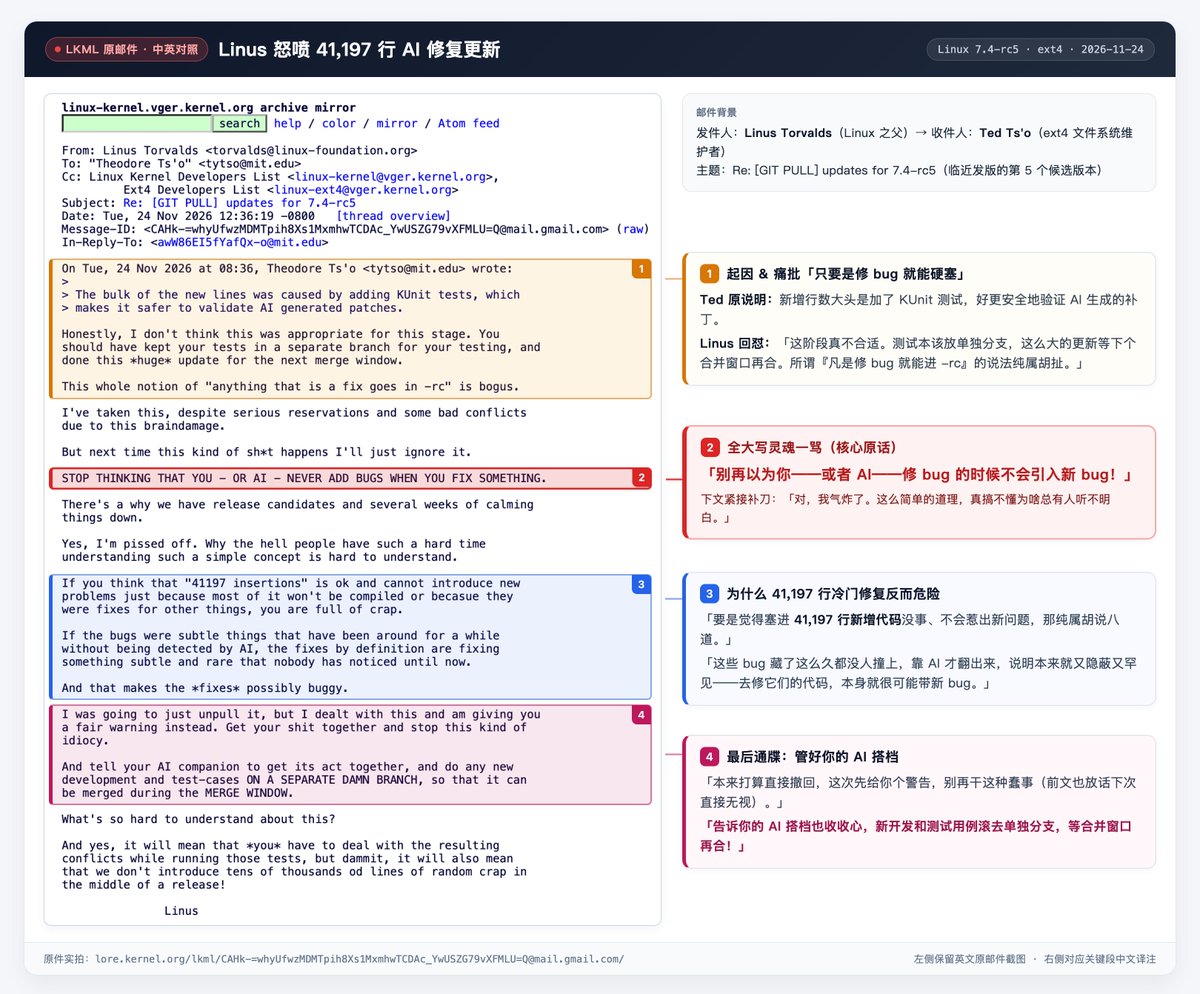 LKML 原邮件 · 中英对照
Linus 怒喷 41,197 行 AI 修复更新
Linux 7.4-rc5 · ext4 · 2026-11-24
linux-kernel.vger.kernel.org archive mirror
search help / color / mirror / Atom feed
From: Linus Torvalds <torvalds@linux-foundation.org>
To: "Theodore Ts'o" <tytso@mit.edu>
Cc: Linux Kernel Developers List <linux-kernel@vger.kernel.org>,
Ext4 Developers List <linux-ext4@vger.kernel.org>
Subject: Re: [GIT PULL] updates for 7.4-rc5
Date: Tue, 24 Nov 2026 12:36:19 -0800 [thread overview]
Message-ID: <CAHk-=whyUfwzMDMTpih8Xs1MxmhwTCDAc_YwUSZG79vXFMLU=Q@mail.gmail.com> (raw)
In-Reply-To: <awW86EI5fYafQx-o@mit.edu>
On Tue, 24 Nov 2026 at 08:36, Theodore Ts'o <tytso@mit.edu> wrote:
1
>
> The bulk of the new lines was caused by adding KUnit tests, which
> makes it safer to validate AI generated patches.
Honestly, I don't think this was appropriate for this stage. You
should have kept your tests in a separate branch for your testing, and
done this *huge* update for the next merge window.
This whole notion of "anything that is a fix goes in -rc" is bogus.
I've taken this, despite serious reservations and some bad conflicts
due to this braindamage.
But next time this kind of sh*t happens I'll just ignore it.
STOP THINKING THAT YOU - OR AI - NEVER ADD BUGS WHEN YOU FIX SOMETHING.
2
There's a why we have release candidates and several weeks of calming
things down.
Yes, I'm pissed off. Why the hell people have such a hard time
understanding such a simple concept is hard to understand.
If you think that "41197 insertions" is ok and cannot introduce new
3
problems just because most of it won't be compiled or becasue they
were fixes for other things, you are full of crap.
If the bugs were subtle things that have been around for a while
without being detected by AI, the fixes by definition are fixing
something subtle and rare that nobody has noticed until now.
And that makes the *fixes* possibly buggy.
I was going to just unpull it, but I dealt with this and am giving you
4
a fair warning instead. Get your shit together and stop this kind of
idiocy.
And tell your AI companion to get its act together, and do any new
development and test-cases ON A SEPARATE DAMN BRANCH, so that it can
be merged during the MERGE WINDOW.
What's so hard to understand about this?
And yes, it will mean that *you* have to deal with the resulting
conflicts while running those tests, but dammit, it will also mean
that we don't introduce tens of thousands od lines of random crap in
the middle of a release!
Linus
邮件背景
发件人：Linus Torvalds（Linux 之父）→ 收件人：Ted Ts'o（ext4 文件系统维
护者）
主题：Re: [GIT PULL] updates for 7.4-rc5（临近发版的第 5 个候选版本）
1 起因 & 痛批「只要是修 bug 就能硬塞」
Ted 原说明：新增行数大头是加了 KUnit 测试，好更安全地验证 AI 生成的补
丁。
Linus 回怼：「这阶段真不合适。测试本该放单独分支，这么大的更新等下个
合并窗口再合。所谓『凡是修 bug 就能进 -rc』的说法纯属胡扯。」
2 全大写灵魂一骂（核心原话）
「别再以为你——或者 AI——修 bug 的时候不会引入新 bug！」
下文紧接补刀：「对，我气炸了。这么简单的道理，真搞不懂为啥总有人听不明
白。」
3 为什么 41,197 行冷门修复反而危险
「要是觉得塞进 41,197 行新增代码没事、不会惹出新问题，那纯属胡说八
道。」
「这些 bug 藏了这么久都没人撞上，靠 AI 才翻出来，说明本来就又隐蔽又罕
见——去修它们的代码，本身就很可能带新 bug。」
4 最后通牒：管好你的 AI 搭档
「本来打算直接撤回，这次先给你个警告，别再干这种蠢事（前文也放话下次
直接无视）。」
「告诉你的 AI 搭档也收收心，新开发和测试用例滚去单独分支，等合并窗口
再合！」
原件实拍：lore.kernel.org/lkml/CAHk-=whyUfwzMDMTpih8Xs1MxmhwTCDAc_YwUSZG79vXFMLU=Q@mail.gmail.com/
左侧保留英文原邮件截图 · 右侧对应关键段中文译注